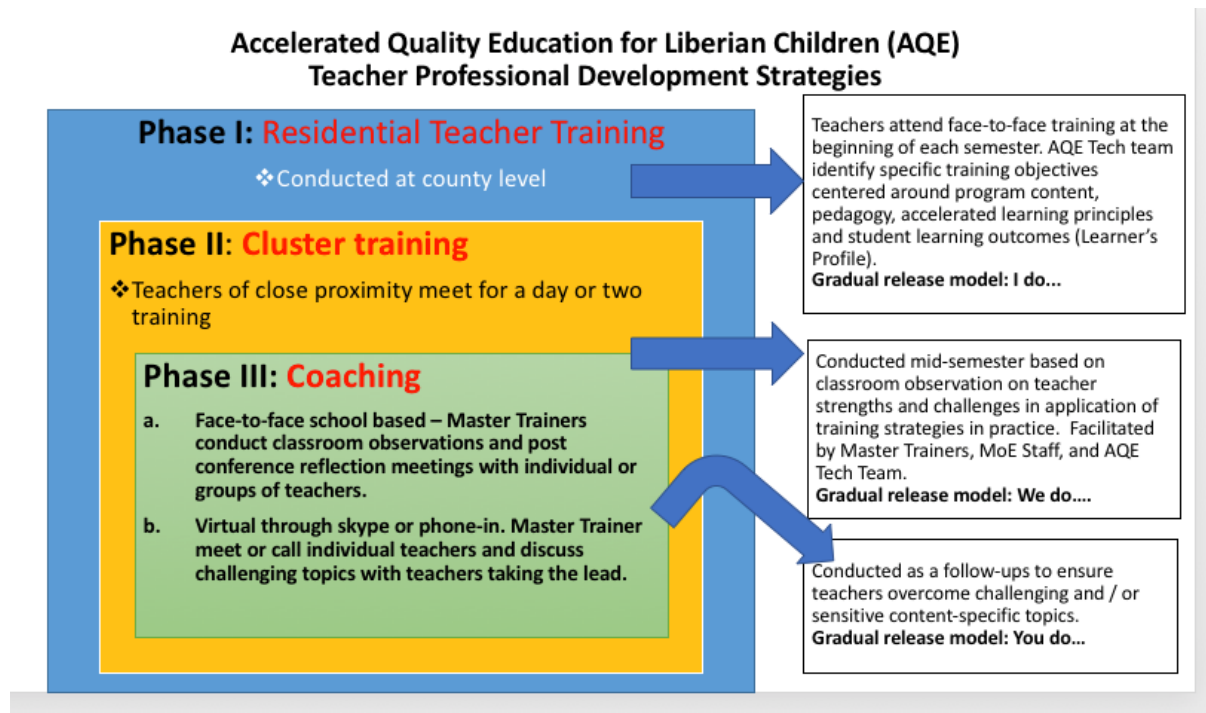 Accelerated Quality Education for Liberian Children (AQE)
Teacher Professional Development Strategies
Phase I: Residential Teacher Training
❖Conducted at county level
Teachers attend face-to-face training at the
beginning of each semester. AQE Tech team
identify specific training objectives
centered around program content,
pedagogy, accelerated learning principles
and student learning outcomes (Learner's
Profile).
Gradual release model: I do...
Phase II: Cluster training
❖Teachers of close proximity meet for a day or two
training
Conducted mid-semester based on
classroom observation on teacher
strengths and challenges in application of
training strategies in practice. Facilitated
by Master Trainers, MoE Staff, and AQE
Tech Team.
Gradual release model: We do....
Phase III: Coaching
a. Face-to-face school based – Master Trainers
conduct classroom observations and post
conference reflection meetings with individual or
groups of teachers.
b. Virtual through skype or phone-in. Master Trainer
meet or call individual teachers and discuss
challenging topics with teachers taking the lead.
Conducted as a follow-ups to ensure
teachers overcome challenging and / or
sensitive content-specific topics.
Gradual release model: You do...